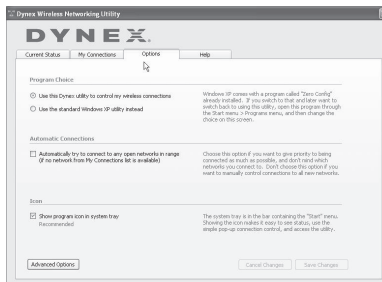 Dynex Wireless Networking Utility
DYNEX
Current Status
My Connections
Options
Help
Program Choice
Use this Dynex utility to control my wireless connections
Use the standard Windows XP utility instead
Windows XP comes with a program called "Zero Config"
already installed. If you switch to that and later want to
switch back to using this utility, open this program through
the Start menu > Programs menu, and then change the
choice on this screen.
Automatic Connections
Automatically try to connect to any open networks in range
(if no network from My Connections list is available)
Choose this option if you want to give priority to being
connected as much as possible, and don't mind which
networks you connect to. Don't choose this option if you
want to manually control connections to all new networks.
Icon
Show program icon in system tray
Recommended
The system tray is in the bar containing the "Start" menu.
Showing the icon makes it easy to see status, use the
simple pop-up connection control, and access the utility.
Advanced Options
Cancel Changes
Save Changes